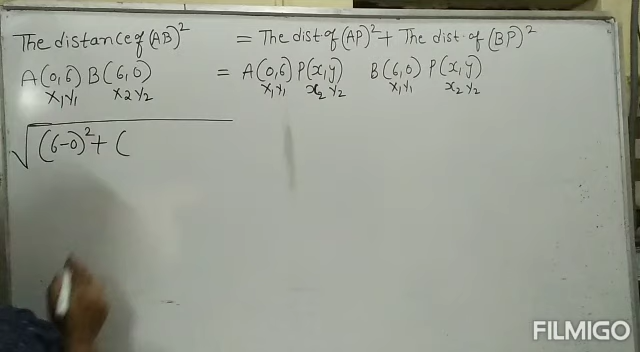 The distance of (AB)² = The dist of (AP)² + The dist. of (BP)²
A(0,6) B(6,0) = A(0,6) P(x,y) B(6,0) P(x,y)
x₁y₁ x₂y₂ x₁y₁ x₂y₂ x₁y₁ x₂y₂
√(6-0)² + (
FILMIGO